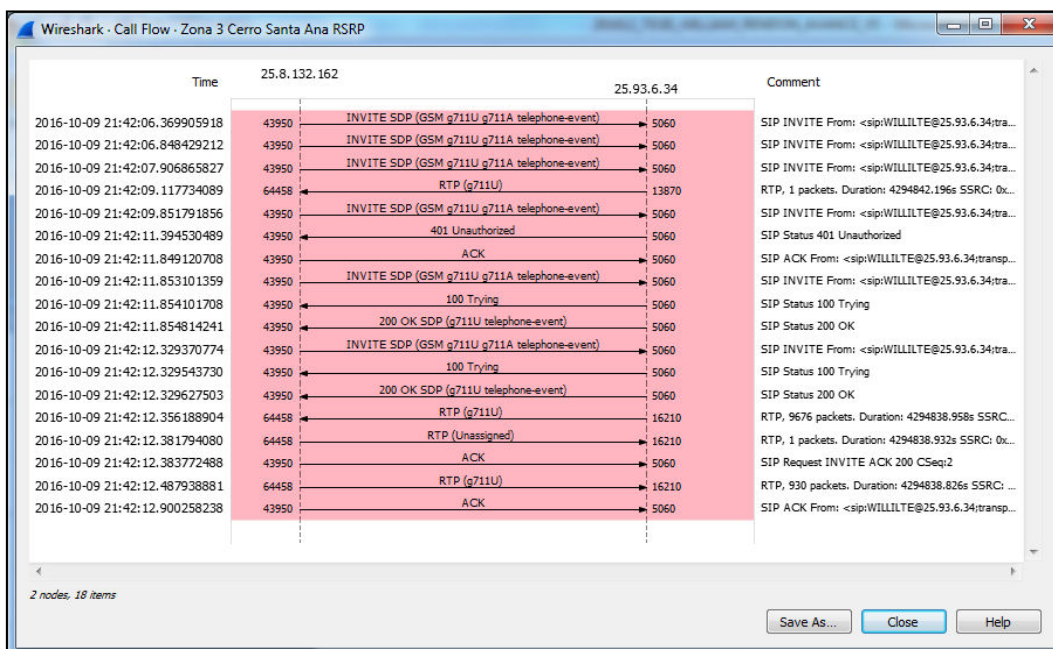 Wireshark · Call Flow · Zona 3 Cerro Santa Ana RSRP
Time 25.8.132.162 25.93.6.34 Comment
2016-10-09 21:42:06.369905918 43950 INVITE SDP (GSM g711U g711A telephone-event) 5060 SIP INVITE From: <sip:WILLILTE@25.93.6.34;tra...
2016-10-09 21:42:06.848429212 43950 INVITE SDP (GSM g711U g711A telephone-event) 5060 SIP INVITE From: <sip:WILLILTE@25.93.6.34;tra...
2016-10-09 21:42:07.906865827 43950 INVITE SDP (GSM g711U g711A telephone-event) 5060 SIP INVITE From: <sip:WILLILTE@25.93.6.34;tra...
2016-10-09 21:42:09.117734089 64458 RTP (g711U) 13870 RTP, 1 packets. Duration: 4294842.196s SSRC: 0x...
2016-10-09 21:42:09.851791856 43950 INVITE SDP (GSM g711U g711A telephone-event) 5060 SIP INVITE From: <sip:WILLILTE@25.93.6.34;tra...
2016-10-09 21:42:11.394530489 43950 401 Unauthorized 5060 SIP Status 401 Unauthorized
2016-10-09 21:42:11.849120708 43950 ACK 5060 SIP ACK From: <sip:WILLILTE@25.93.6.34;transp...
2016-10-09 21:42:11.853101359 43950 INVITE SDP (GSM g711U g711A telephone-event) 5060 SIP INVITE From: <sip:WILLILTE@25.93.6.34;tra...
2016-10-09 21:42:11.854101708 43950 100 Trying 5060 SIP Status 100 Trying
2016-10-09 21:42:11.854814241 43950 200 OK SDP (g711U telephone-event) 5060 SIP Status 200 OK
2016-10-09 21:42:12.329370774 43950 INVITE SDP (GSM g711U g711A telephone-event) 5060 SIP INVITE From: <sip:WILLILTE@25.93.6.34;tra...
2016-10-09 21:42:12.329543730 43950 100 Trying 5060 SIP Status 100 Trying
2016-10-09 21:42:12.329627503 43950 200 OK SDP (g711U telephone-event) 5060 SIP Status 200 OK
2016-10-09 21:42:12.356188904 64458 RTP (g711U) 16210 RTP, 9676 packets. Duration: 4294838.958s SSRC...
2016-10-09 21:42:12.381794080 64458 RTP (Unassigned) 16210 RTP, 1 packets. Duration: 4294838.932s SSRC: 0x...
2016-10-09 21:42:12.383772488 43950 ACK 5060 SIP Request INVITE ACK 200 CSeq:2
2016-10-09 21:42:12.487938881 64458 RTP (g711U) 16210 RTP, 930 packets. Duration: 4294838.826s SSRC: ...
2016-10-09 21:42:12.900258238 43950 ACK 5060 SIP ACK From: <sip:WILLILTE@25.93.6.34;transp...
2 nodes, 18 items
Save As... Close Help